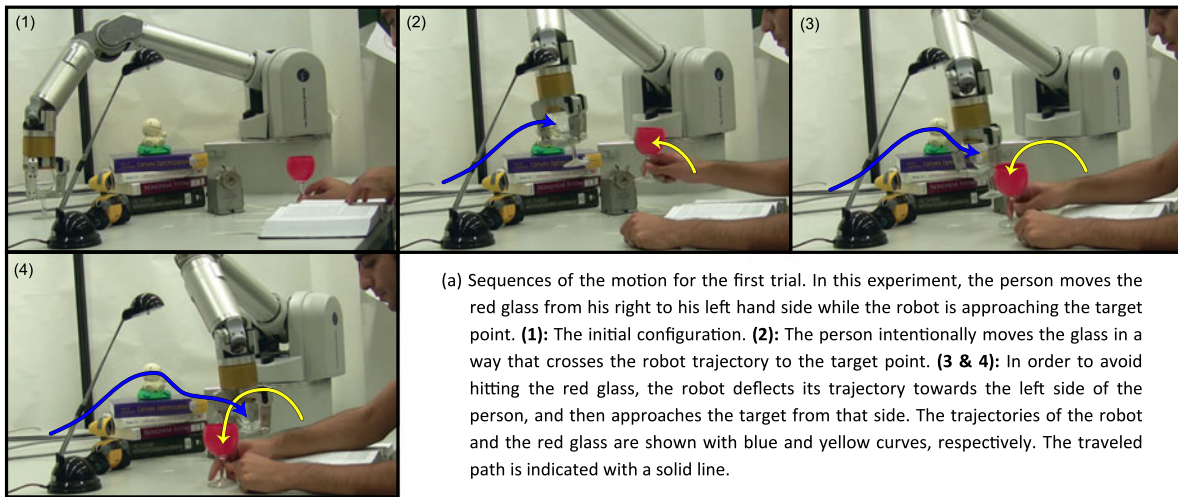 (1)
(2)
(3)
Convex Optimization
(4)
(a) Sequences of the motion for the first trial. In this experiment, the person moves the
red glass from his right to his left hand side while the robot is approaching the target
point. (1): The initial configuration. (2): The person intentionally moves the glass in a
way that crosses the robot trajectory to the target point. (3 & 4): In order to avoid
hitting the red glass, the robot deflects its trajectory towards the left side of the
person, and then approaches the target from that side. The trajectories of the robot
and the red glass are shown with blue and yellow curves, respectively. The traveled
path is indicated with a solid line.